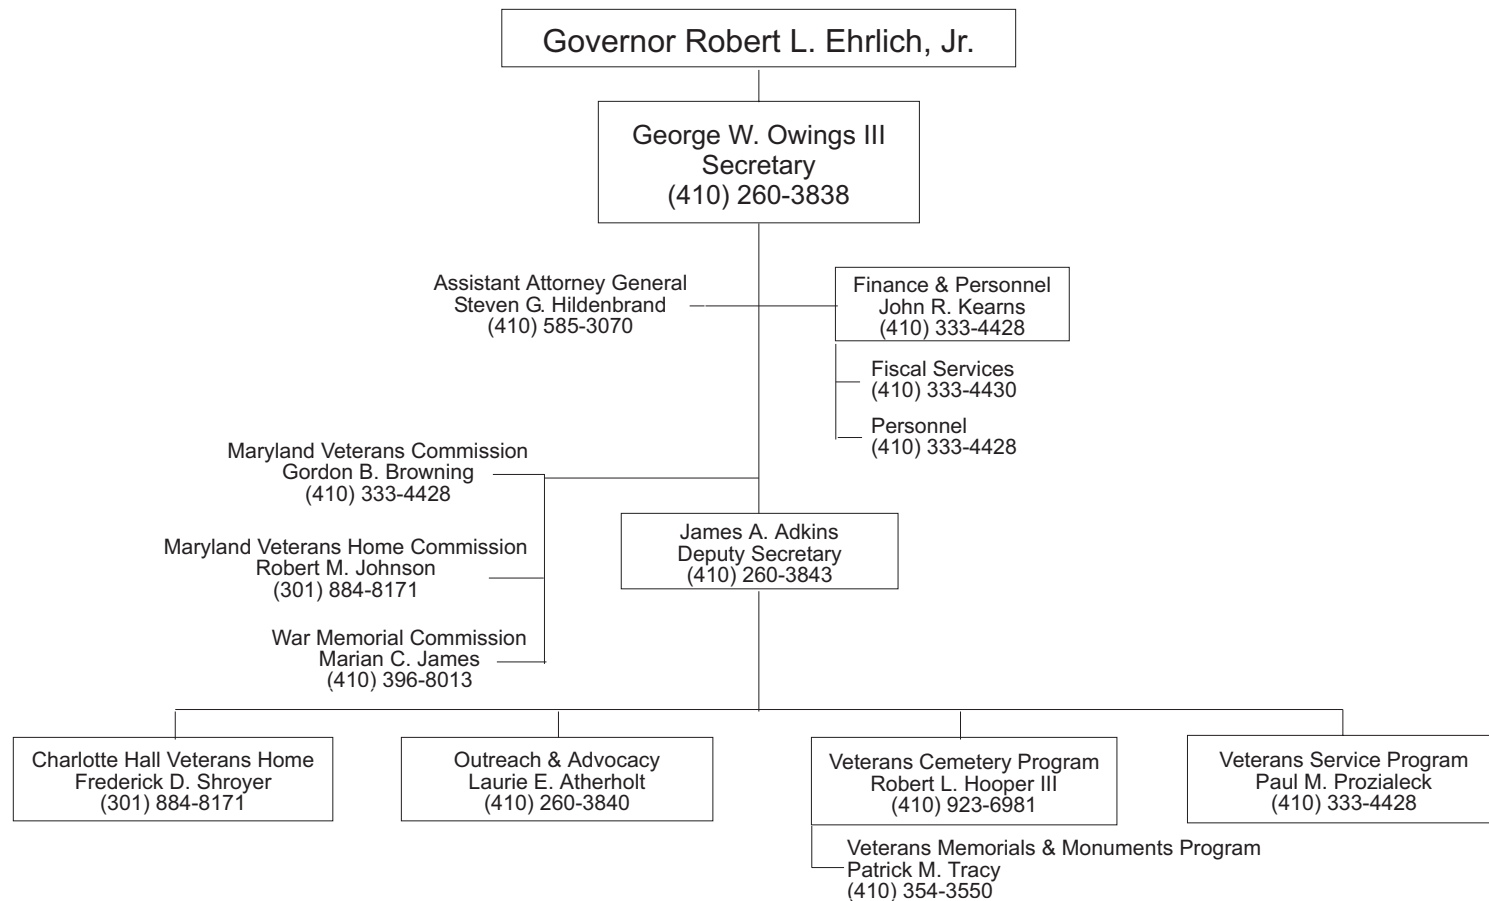 Governor Robert L. Ehrlich, Jr.
George W. Owings III
Secretary
(410) 260-3838
Assistant Attorney General
Steven G. Hildenbrand
(410) 585-3070
Finance & Personnel
John R. Kearns
(410) 333-4428
Fiscal Services
(410) 333-4430
Personnel
(410) 333-4428
Maryland Veterans Commission
Gordon B. Browning
(410) 333-4428
Maryland Veterans Home Commission
Robert M. Johnson
(301) 884-8171
War Memorial Commission
Marian C. James
(410) 396-8013
James A. Adkins
Deputy Secretary
(410) 260-3843
Charlotte Hall Veterans Home
Frederick D. Shroyer
(301) 884-8171
Outreach & Advocacy
Laurie E. Atherholt
(410) 260-3840
Veterans Cemetery Program
Robert L. Hooper III
(410) 923-6981
Veterans Memorials & Monuments Program
Patrick M. Tracy
(410) 354-3550
Veterans Service Program
Paul M. Prozialeck
(410) 333-4428